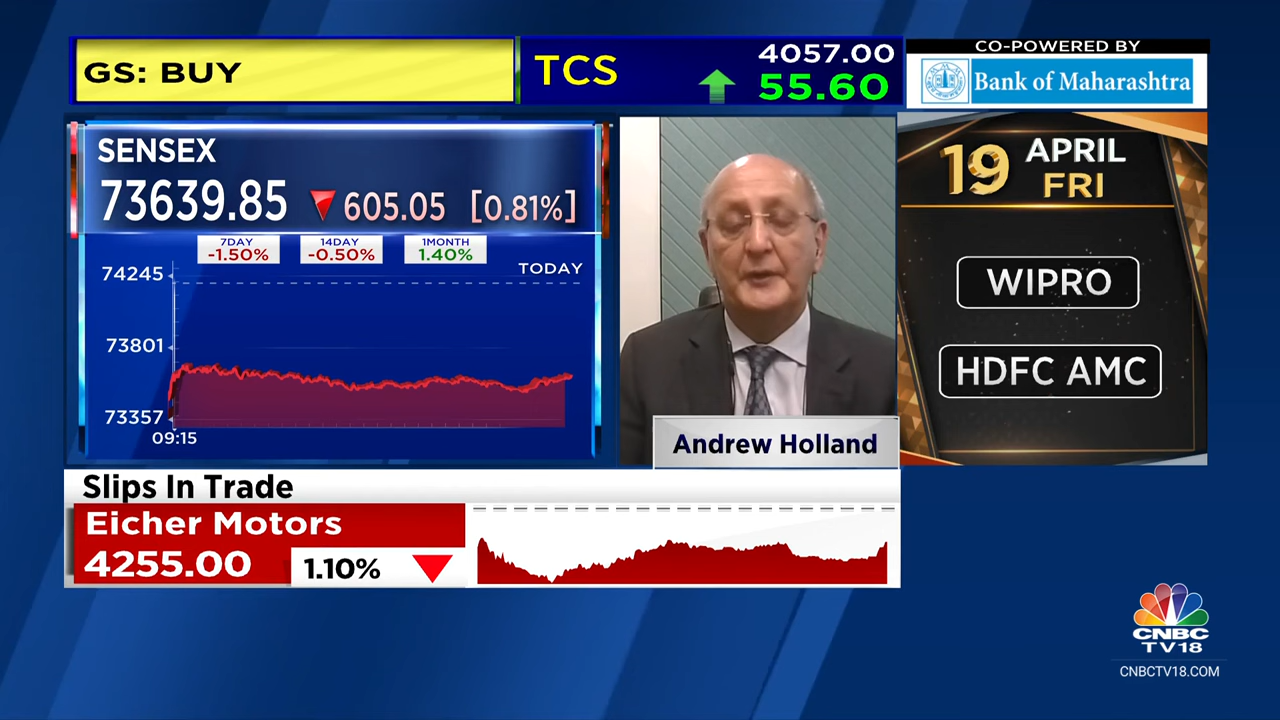 GS: BUY
TCS
4057.00
55.60
CO-POWERED BY
Bank of Maharashtra
SENSEX
73639.85 605.05 [0.81%]
7DAY 14DAY 1MONTH
-1.50% -0.50% 1.40%
TODAY
74245
73801
73357
09:15
Andrew Holland
19 APRIL
FRI
WIPRO
HDFC AMC
Slips In Trade
Eicher Motors
4255.00 1.10%
CNBC
TV18
CNBCTV18.COM